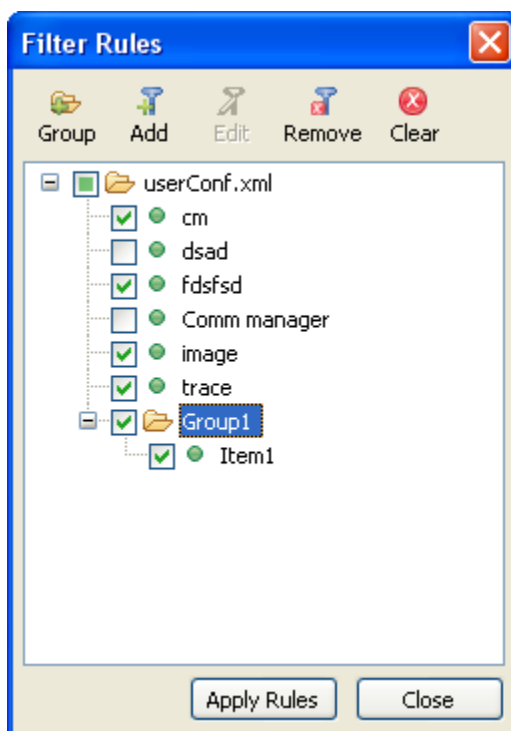 Filter Rules
Group Add Edit Remove Clear
userConf.xml
cm
dsad
fdsfsd
Comm manager
image
trace
Group1
Item1
Apply Rules Close